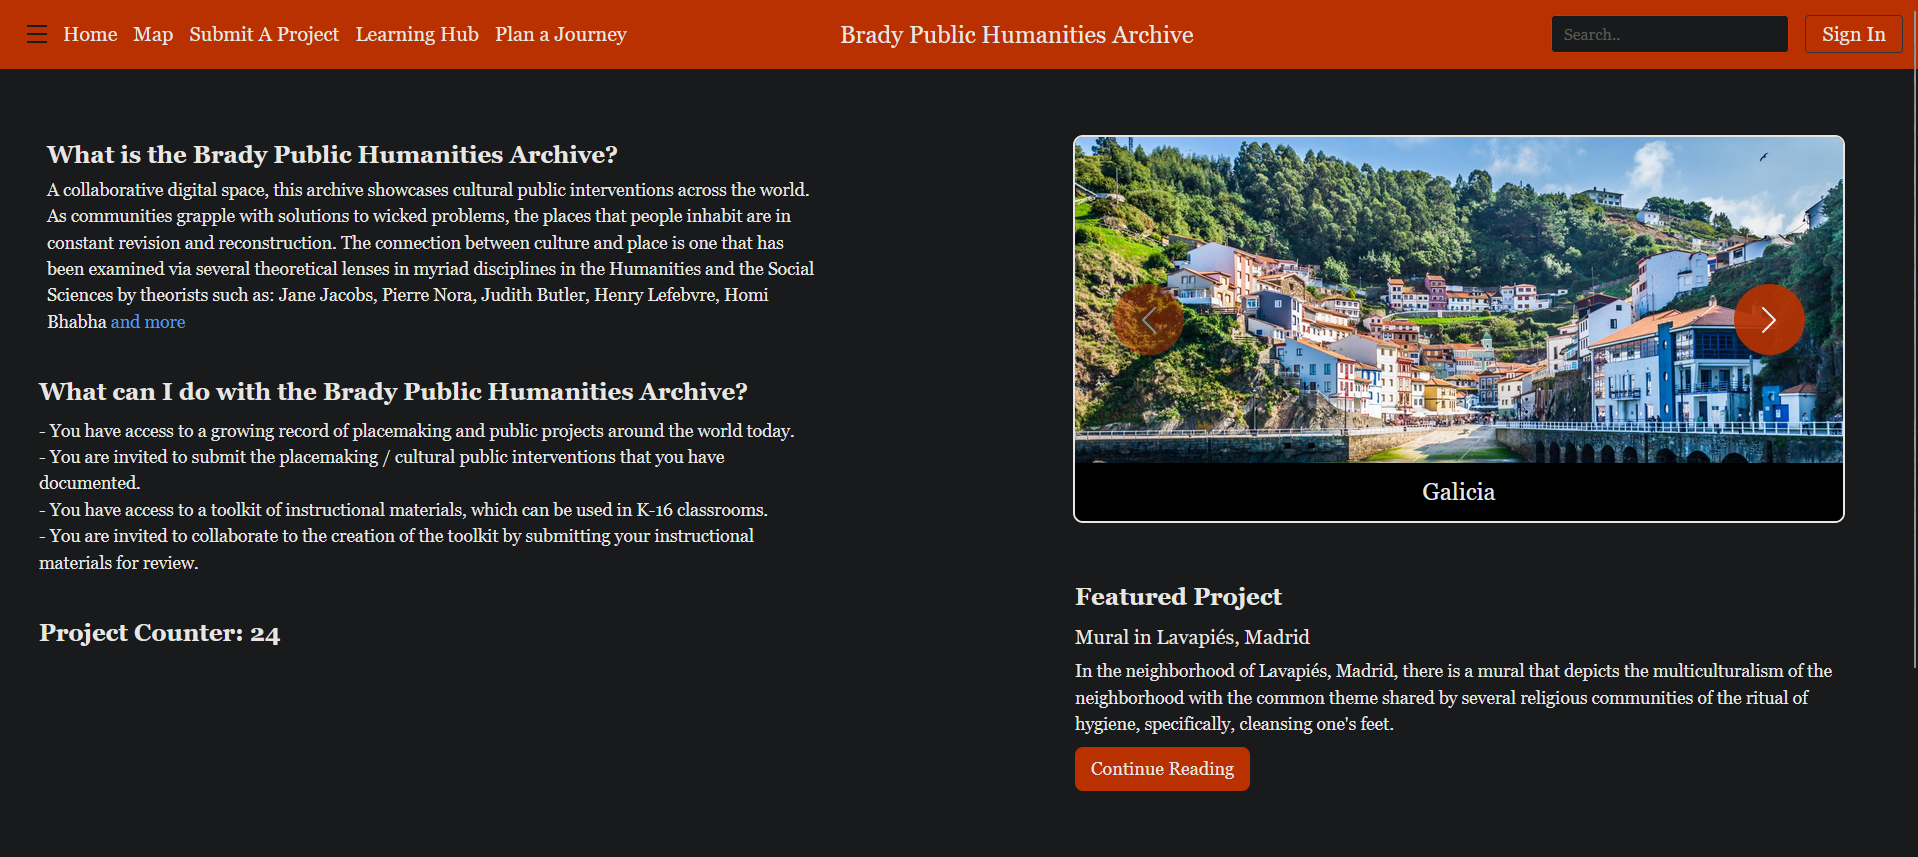 Home Map Submit A Project Learning Hub Plan a Journey
Brady Public Humanities Archive
Search..
Sign In
What is the Brady Public Humanities Archive?
A collaborative digital space, this archive showcases cultural public interventions across the world.
As communities grapple with solutions to wicked problems, the places that people inhabit are in
constant revision and reconstruction. The connection between culture and place is one that has
been examined via several theoretical lenses in myriad disciplines in the Humanities and the Social
Sciences by theorists such as: Jane Jacobs, Pierre Nora, Judith Butler, Henry Lefebvre, Homi
Bhabha and more
What can I do with the Brady Public Humanities Archive?
- You have access to a growing record of placemaking and public projects around the world today.
- You are invited to submit the placemaking / cultural public interventions that you have
documented.
- You have access to a toolkit of instructional materials, which can be used in K-16 classrooms.
- You are invited to collaborate to the creation of the toolkit by submitting your instructional
materials for review.
Project Counter: 24
Galicia
Featured Project
Mural in Lavapiés, Madrid
In the neighborhood of Lavapiés, Madrid, there is a mural that depicts the multiculturalism of the
neighborhood with the common theme shared by several religious communities of the ritual of
hygiene, specifically, cleansing one's feet.
Continue Reading